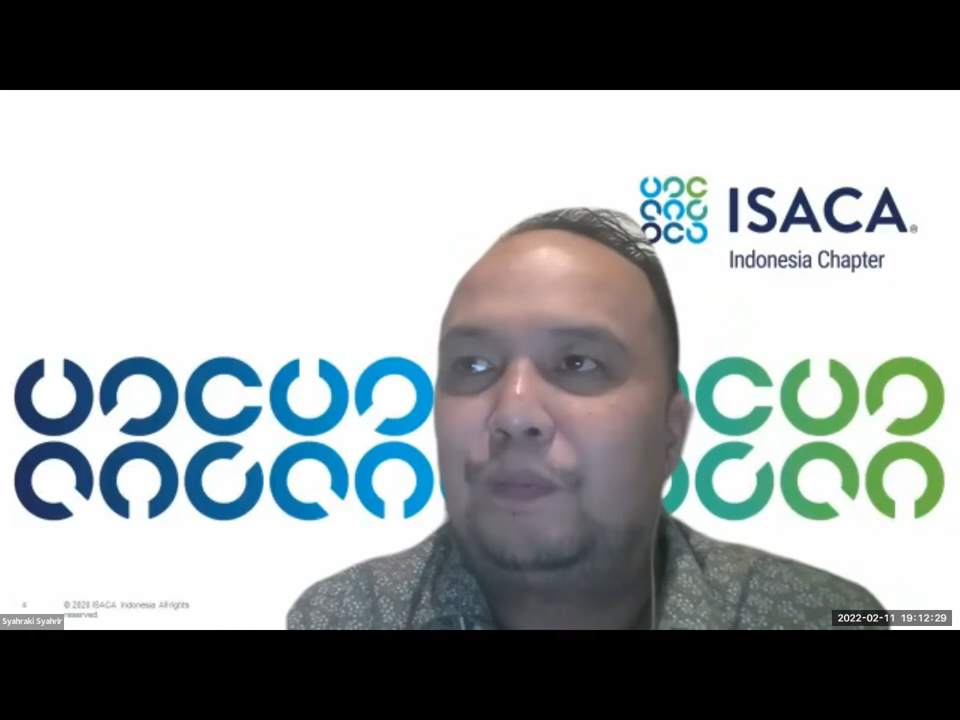 ISACA®
Indonesia Chapter
4
© 2020 ISACA Indonesia All rights
reserved.
Syahraki Syahrir
2022-02-11 19:12:29